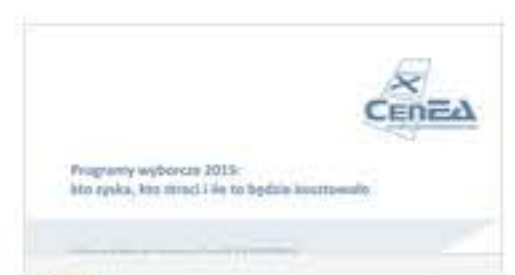 CENEA
Programy wyborcze 2015:
kto zyska, kto straci i ile to będzie kosztowało